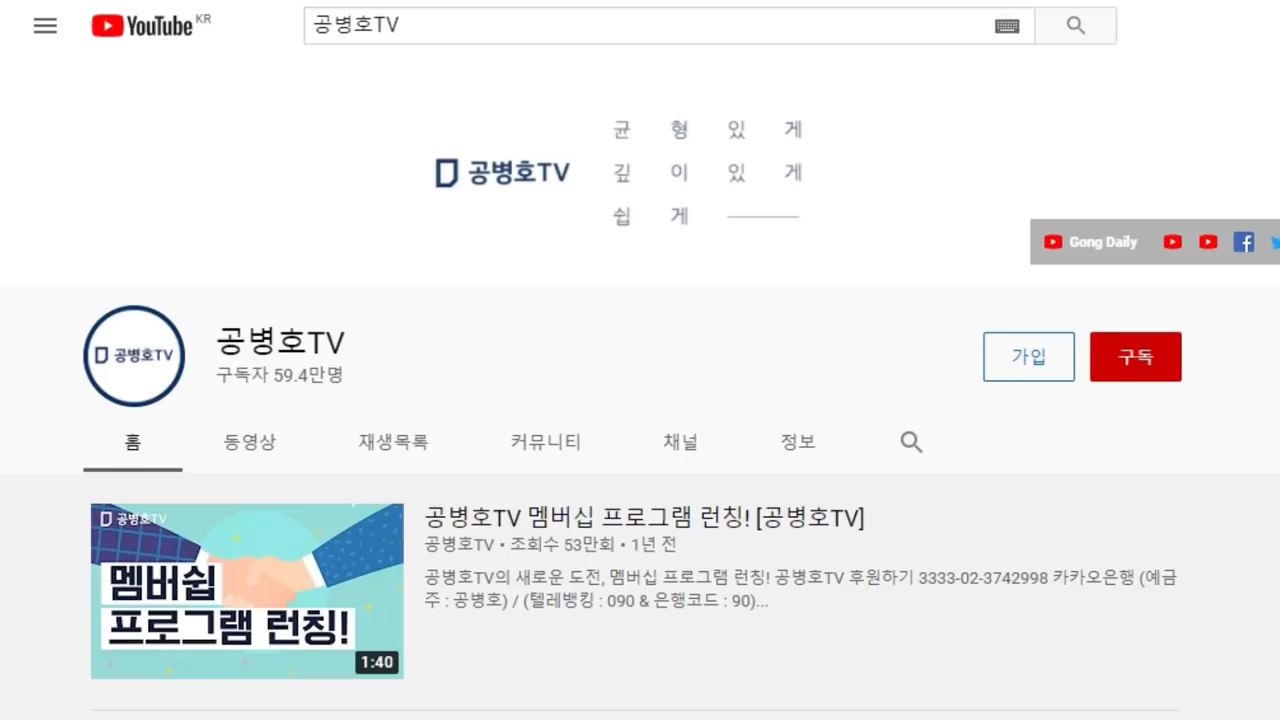 YouTube KR
공병호TV
균형있게
공병호TV
깊이있게
쉽게
Gong Daily
공병호TV
공병호TV
구독자 59.4만명
가입
구독
홈
동영상
재생목록
커뮤니티
채널
정보
공병호TV
멤버쉽
프로그램 런칭!
1:40
공병호TV 멤버십 프로그램 런칭! [공병호TV]
공병호TV • 조회수 53만회 • 1년 전
공병호TV의 새로운 도전, 멤버십 프로그램 런칭! 공병호TV 후원하기 3333-02-3742998 카카오은행 (예금
주 : 공병호) / (텔레뱅킹 : 090 & 은행코드 : 90)...